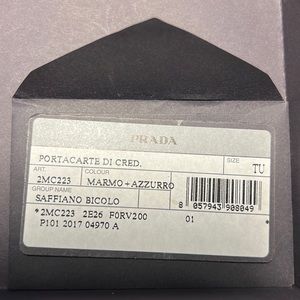 PRADA
PORTACARTE DI CRED. SIZE TU
ART. COLOUR
2MC223 MARMO+AZZURRO
GROUP NAME
SAFFIANO BICOLO
8 057943 908049
*2MC223 2E26 F0RV200 01
P101 2017 04970 A